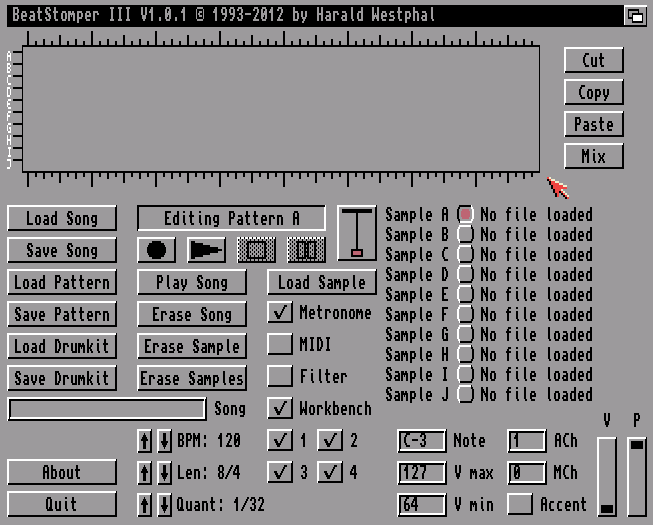 BeatStomper III V1.0.1 © 1993-2012 by Harald Westphal
A
B
C
D
E
F
G
H
I
J
Cut
Copy
Paste
Mix
Load Song
Editing Pattern A
Sample A No file loaded
Save Song
Sample B No file loaded
Sample C No file loaded
Load Pattern
Play Song
Load Sample
Sample D No file loaded
Sample E No file loaded
Save Pattern
Erase Song
Metronome
Sample F No file loaded
Sample G No file loaded
Load Drumkit
Erase Sample
MIDI
Sample H No file loaded
Sample I No file loaded
Save Drumkit
Erase Samples
Filter
Sample J No file loaded
Song
Workbench
V P
BPM: 120
1 2
C-3 Note
1 ACh
About
Len: 8/4
3 4
127 V max
0 MCh
Quit
Quant: 1/32
64 V min
Accent